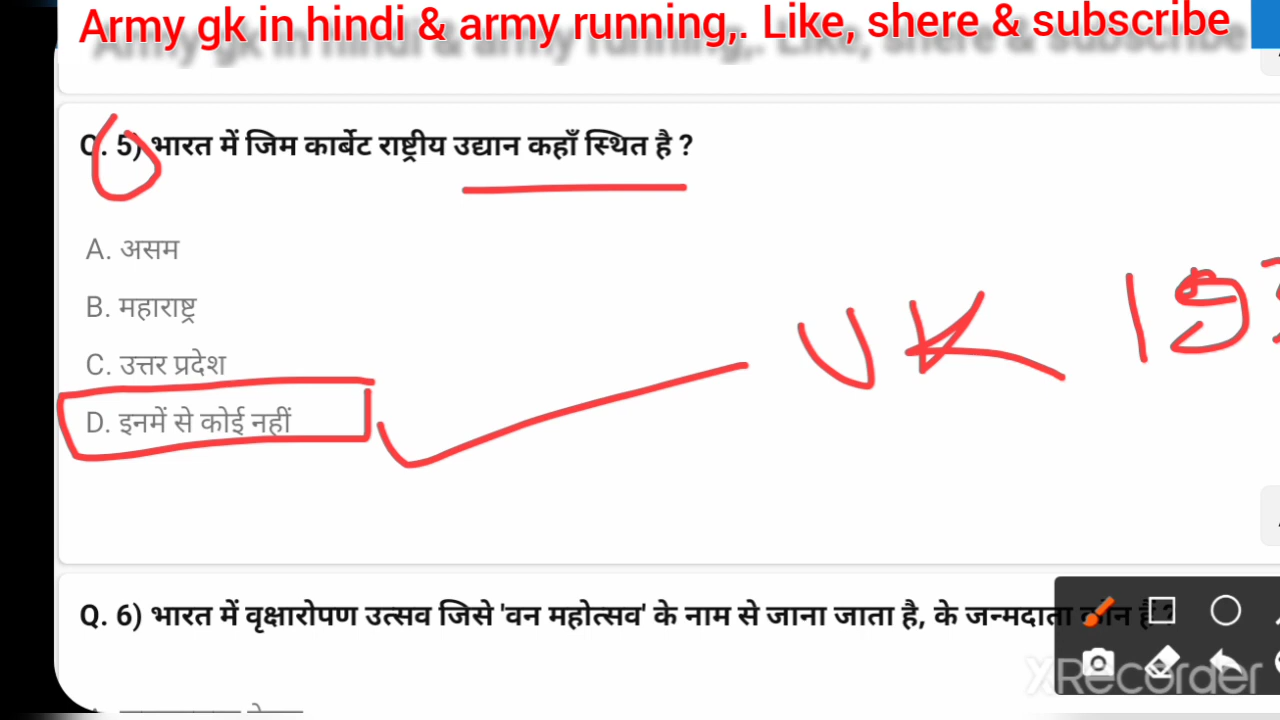 Army gk in hindi & army running,. Like, shere & subscribe
Q. 5) भारत में जिम कार्बेट राष्ट्रीय उद्यान कहाँ स्थित है ?
A. असम
B. महाराष्ट्र
C. उत्तर प्रदेश
D. इनमें से कोई नहीं
UK 193
Q. 6) भारत में वृक्षारोपण उत्सव जिसे 'वन महोत्सव' के नाम से जाना जाता है, के जन्मदाता कौन हैं ?
XRecorder